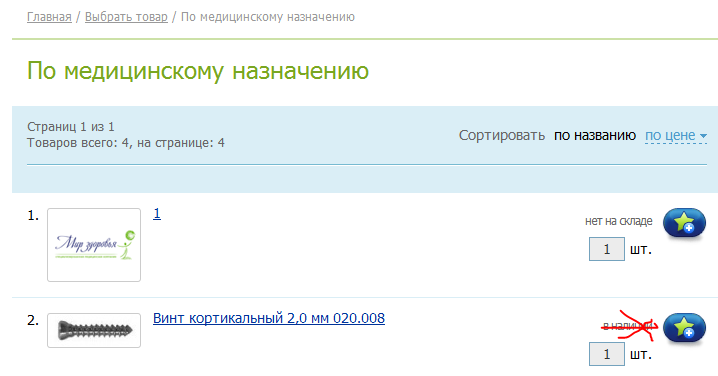 Главная / Выбрать товар / По медицинскому назначению
По медицинскому назначению
Страниц 1 из 1
Товаров всего: 4, на странице: 4
Сортировать по названию по цене
1.
Мир здоровья
1
нет на складе
1 шт.
2.
Винт кортикальный 2,0 мм 020.008
в наличии
1 шт.